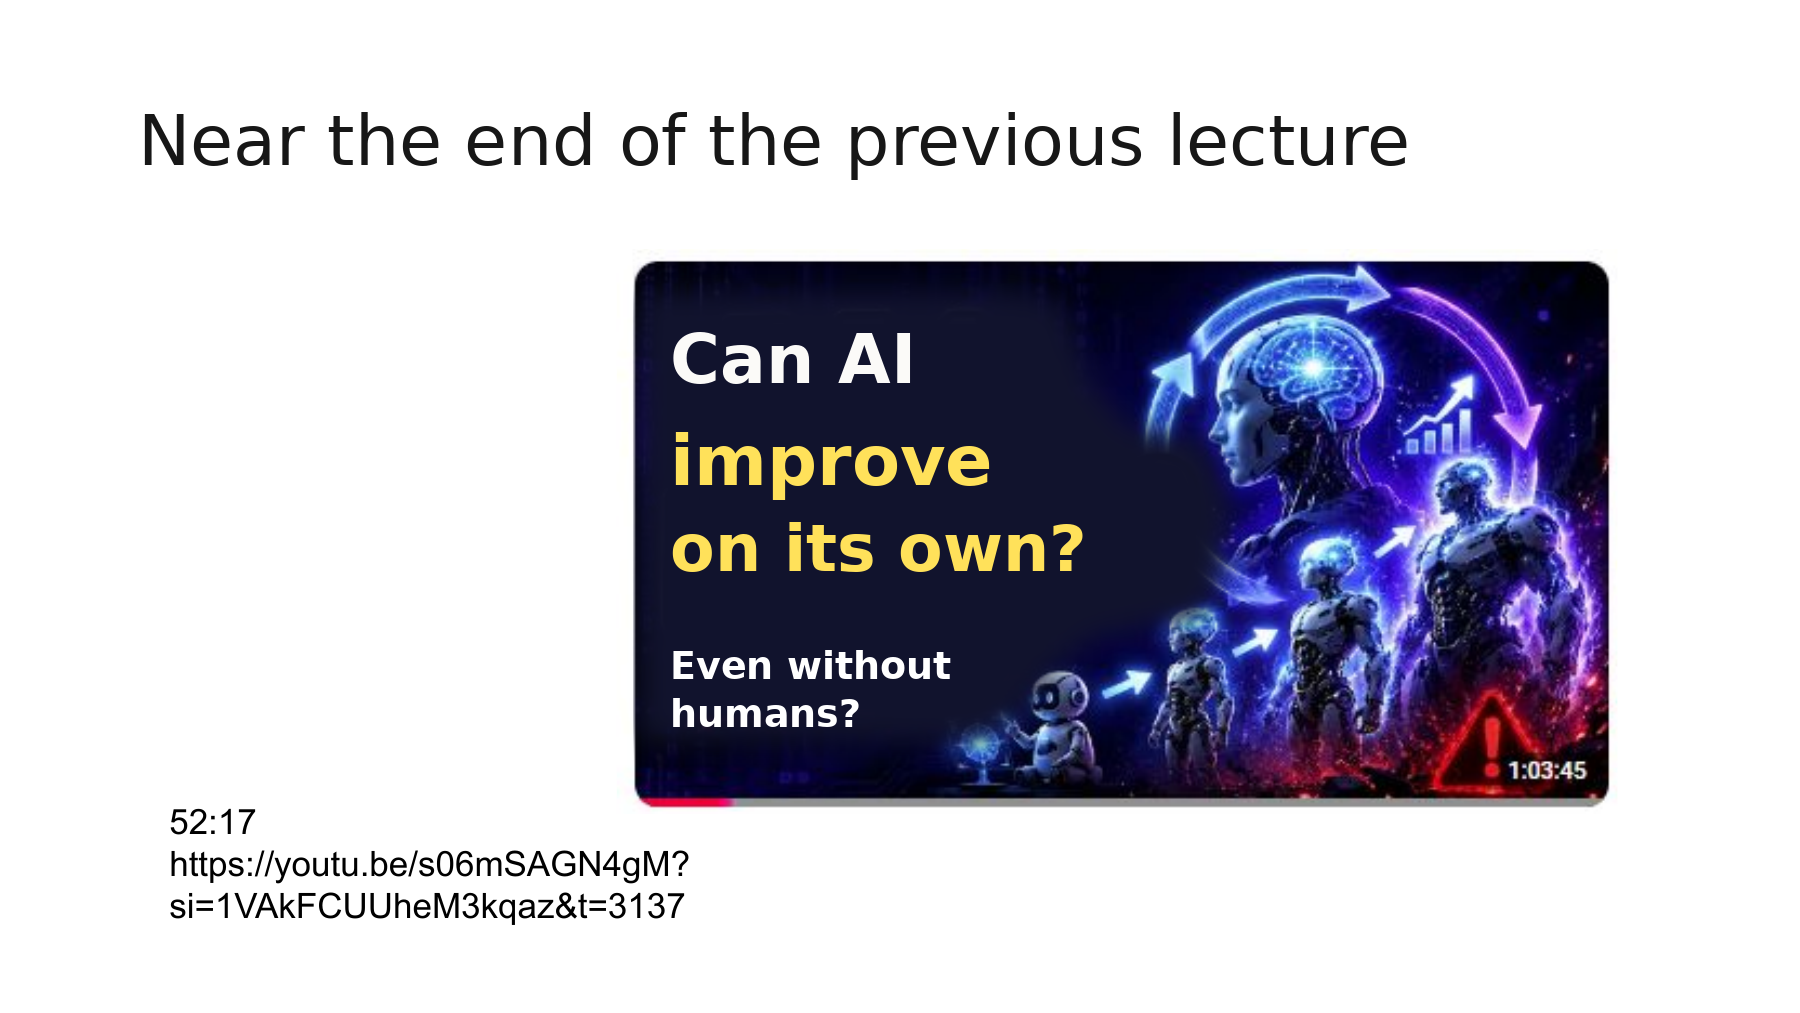 Near the end of the previous lecture
Can AI
improve
on its own?
Even without
humans?
1:03:45
52:17
https://youtu.be/s06mSAGN4gM?
si=1VAkFCUUheM3kqaz&t=3137